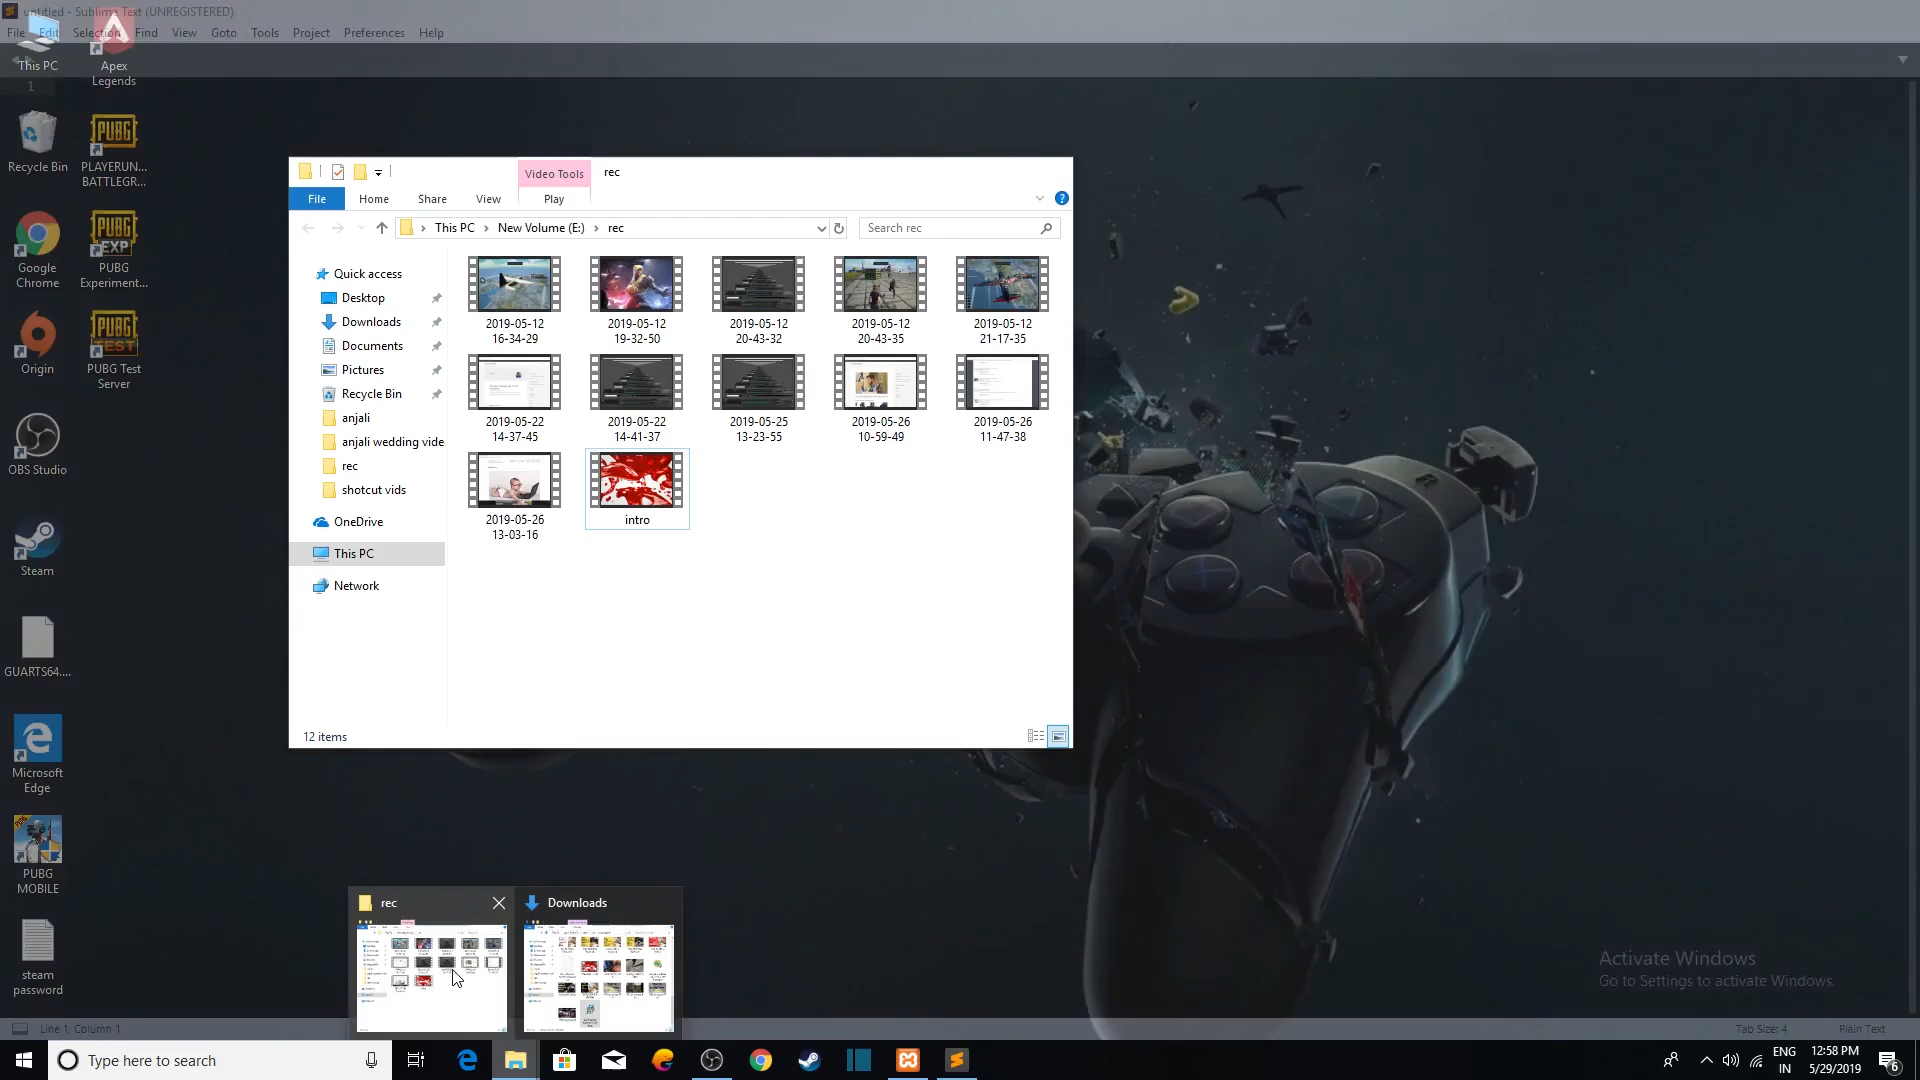 untitled - Sublime Text (UNREGISTERED)
File Edit Selection Find View Goto Tools Project Preferences Help
This PC
Apex
Legends
1
Recycle Bin
PLAYERUN...
BATTLEGR...
Google
Chrome
PUBG
Experiment...
Origin
PUBG Test
Server
OBS Studio
Steam
GUARTS64....
Microsoft
Edge
PUBG
MOBILE
steam
password
Video Tools
rec
File Home Share View Play
This PC New Volume (E:) rec
Search rec
Quick access
Desktop
Downloads
Documents
Pictures
Recycle Bin
anjali
anjali wedding vide
rec
shotcut vids
OneDrive
This PC
Network
2019-05-12
16-34-29
2019-05-12
19-32-50
2019-05-12
20-43-32
2019-05-12
20-43-35
2019-05-12
21-17-35
2019-05-22
14-37-45
2019-05-22
14-41-37
2019-05-25
13-23-55
2019-05-26
10-59-49
2019-05-26
11-47-38
2019-05-26
13-03-16
intro
12 items
rec
Downloads
Activate Windows
Go to Settings to activate Windows.
Line 1, Column 1
Tab Size: 4
Plain Text
Type here to search
ENG
IN
12:58 PM
5/29/2019
6